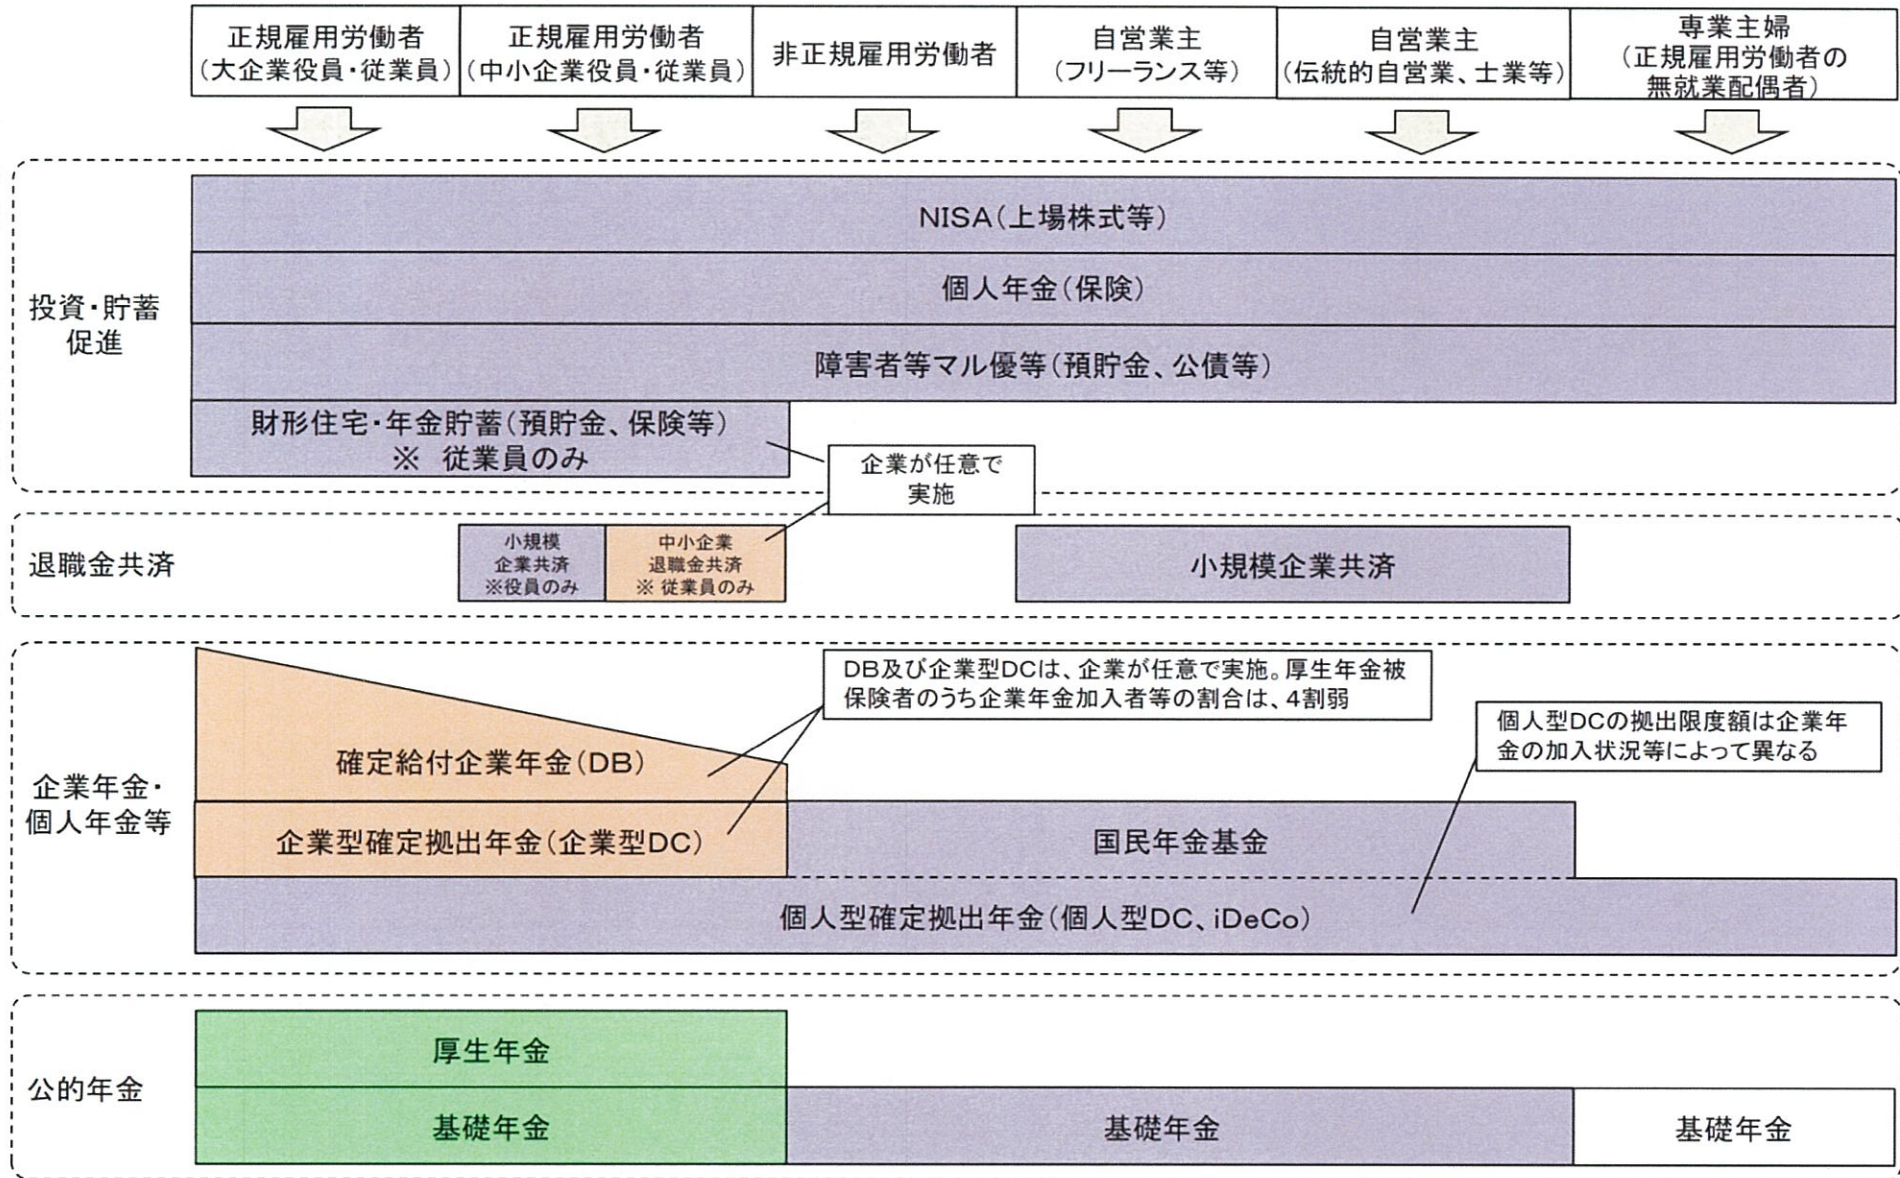 正規雇用労働者
(大企業役員・従業員)
正規雇用労働者
(中小企業役員・従業員)
非正規雇用労働者
自営業主
(フリーランス等)
自営業主
(伝統的自営業、士業等)
専業主婦
(正規雇用労働者の
無就業配偶者)
投資・貯蓄
促進
NISA(上場株式等)
個人年金(保険)
障害者等マル優等(預貯金、公債等)
財形住宅・年金貯蓄(預貯金、保険等)
※ 従業員のみ
企業が任意で
実施
退職金共済
小規模
企業共済
※役員のみ
中小企業
退職金共済
※ 従業員のみ
小規模企業共済
企業年金・
個人年金等
DB及び企業型DCは、企業が任意で実施。厚生年金被
保険者のうち企業年金加入者等の割合は、4割弱
個人型DCの拠出限度額は企業年
金の加入状況等によって異なる
確定給付企業年金(DB)
企業型確定拠出年金(企業型DC)
国民年金基金
個人型確定拠出年金(個人型DC、iDeCo)
公的年金
厚生年金
基礎年金
基礎年金
基礎年金